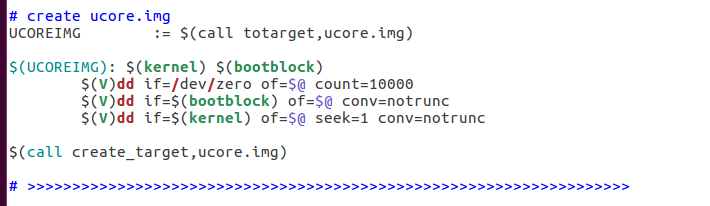 # create ucore.img
UCOREIMG := $(call totarget,ucore.img)
$(UCOREIMG): $(kernel) $(bootblock)
$(V)dd if=/dev/zero of=$@ count=10000
$(V)dd if=$(bootblock) of=$@ conv=notrunc
$(V)dd if=$(kernel) of=$@ seek=1 conv=notrunc
$(call create_target,ucore.img)
# >>>>>>>>>>>>>>>>>>>>>>>>>>>>>>>>>>>>>>>>>>>>>>>>>>>>>>>>>>>>>>>>>>>